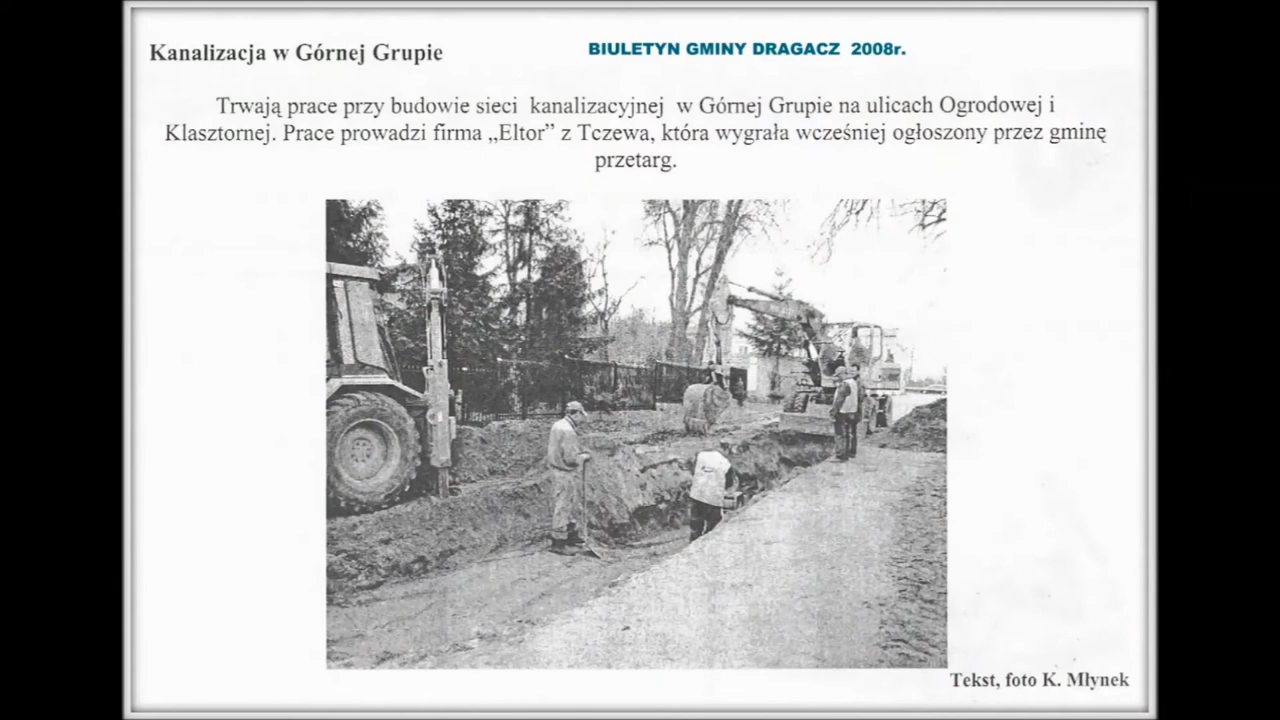 Kanalizacja w Górnej Grupie
BIULETYN GMINY DRAGACZ 2008r.
Trwają prace przy budowie sieci kanalizacyjnej w Górnej Grupie na ulicach Ogrodowej i
Klasztornej. Prace prowadzi firma „Eltor” z Tczewa, która wygrała wcześniej ogłoszony przez gminę
przetarg.
Tekst, foto K. Młynek